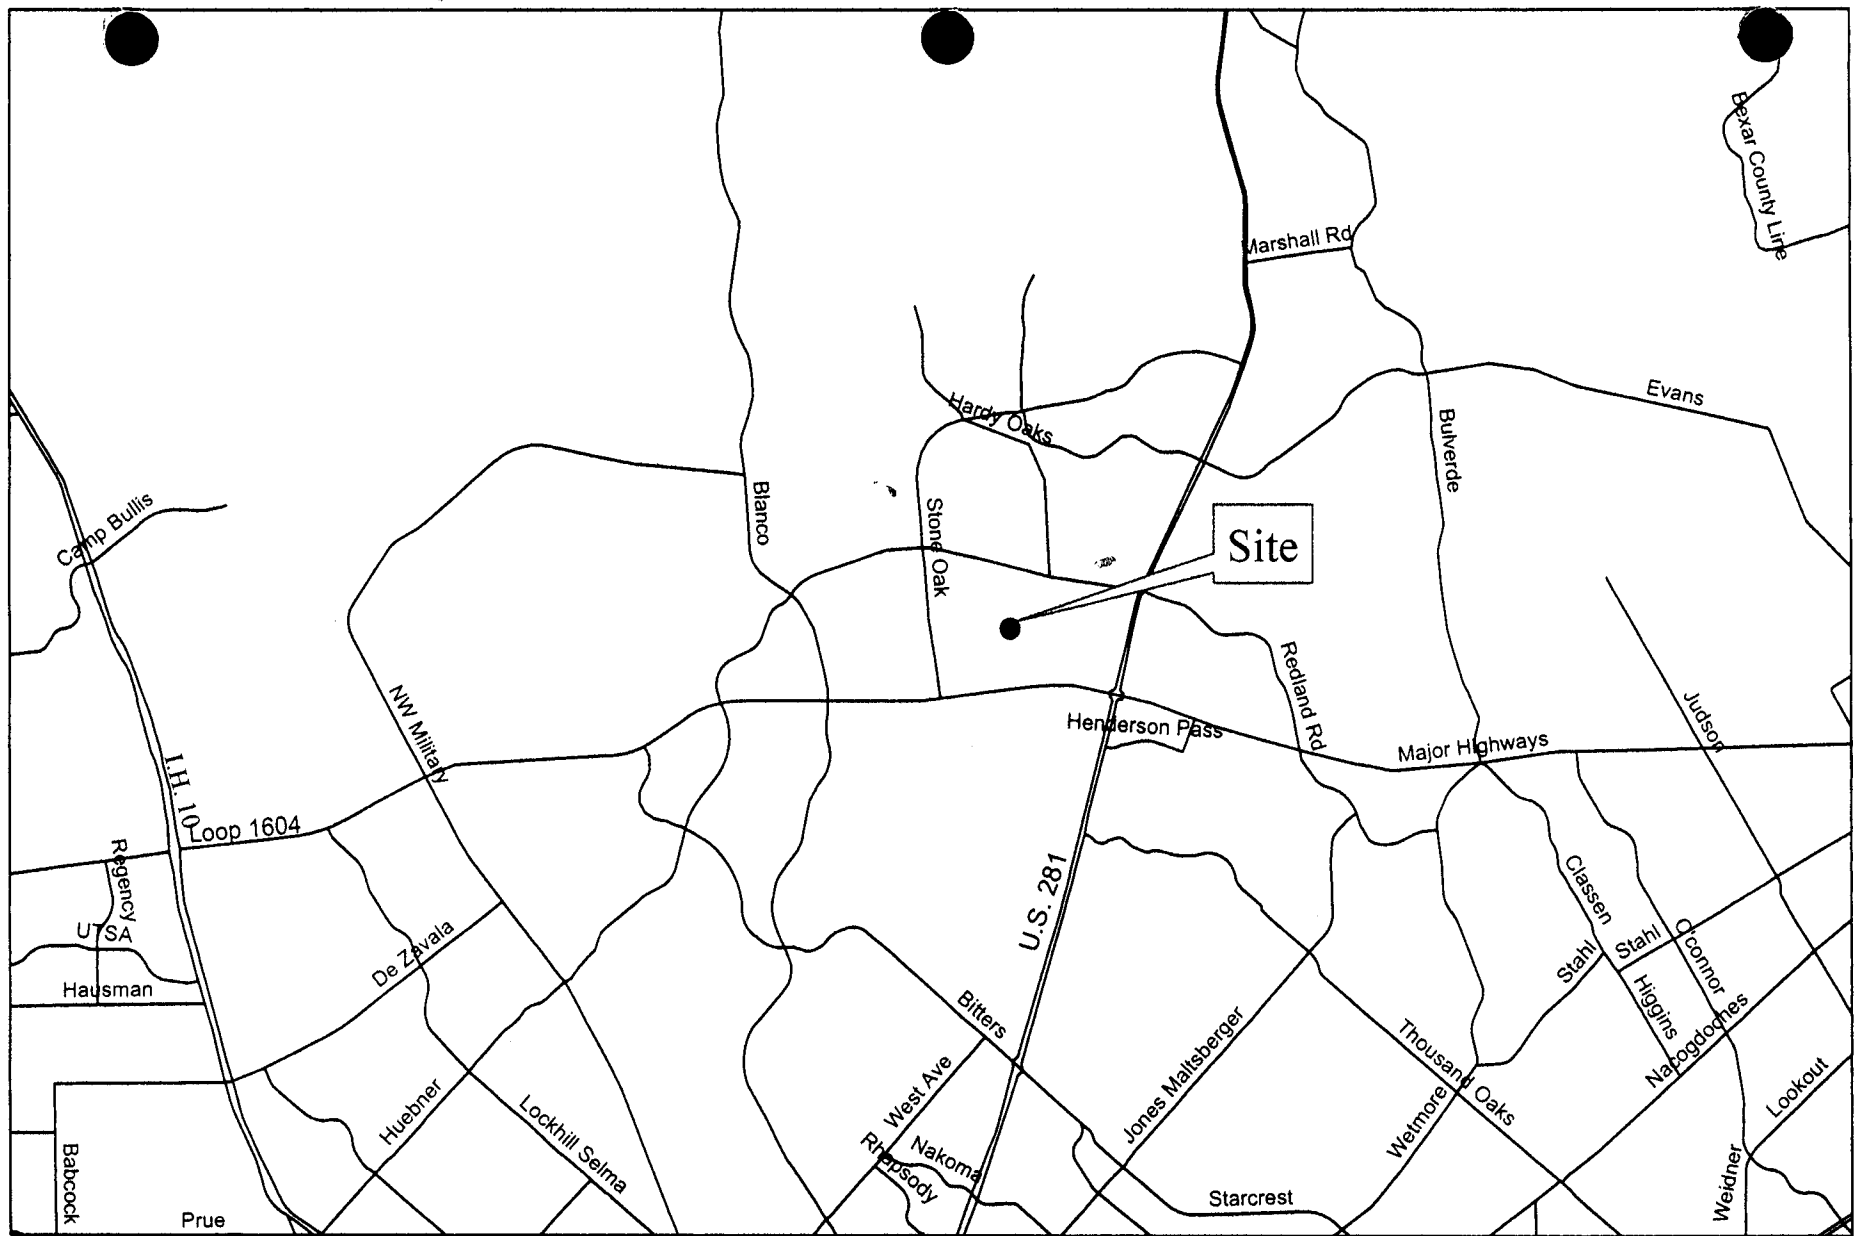 Bexar County Line
Marshall Rd
Evans
Hardy Oaks
Bulverde
Camp Bullis
Blanco
Stone Oak
Site
Redland Rd
NW Military
Judson
Henderson Pass
Major Highways
I.H. 10
Loop 1604
Regency
UTSA
Hausman
De Zavala
U.S. 281
Classen
Stahl
Stahl
O'connor
Higgins
Bitters
Thousand Oaks
Nacogdoches
Jones Maltsberger
West Ave
Huebner
Lockhill Selma
Wetmore
Lookout
Rhapsody
Nakoma
Babcock
Prue
Starcrest
Weidner